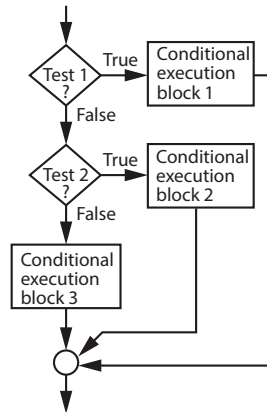 Test 1
?
True
Conditional
execution
block 1
False
Test 2
?
True
Conditional
execution
block 2
False
Conditional
execution
block 3